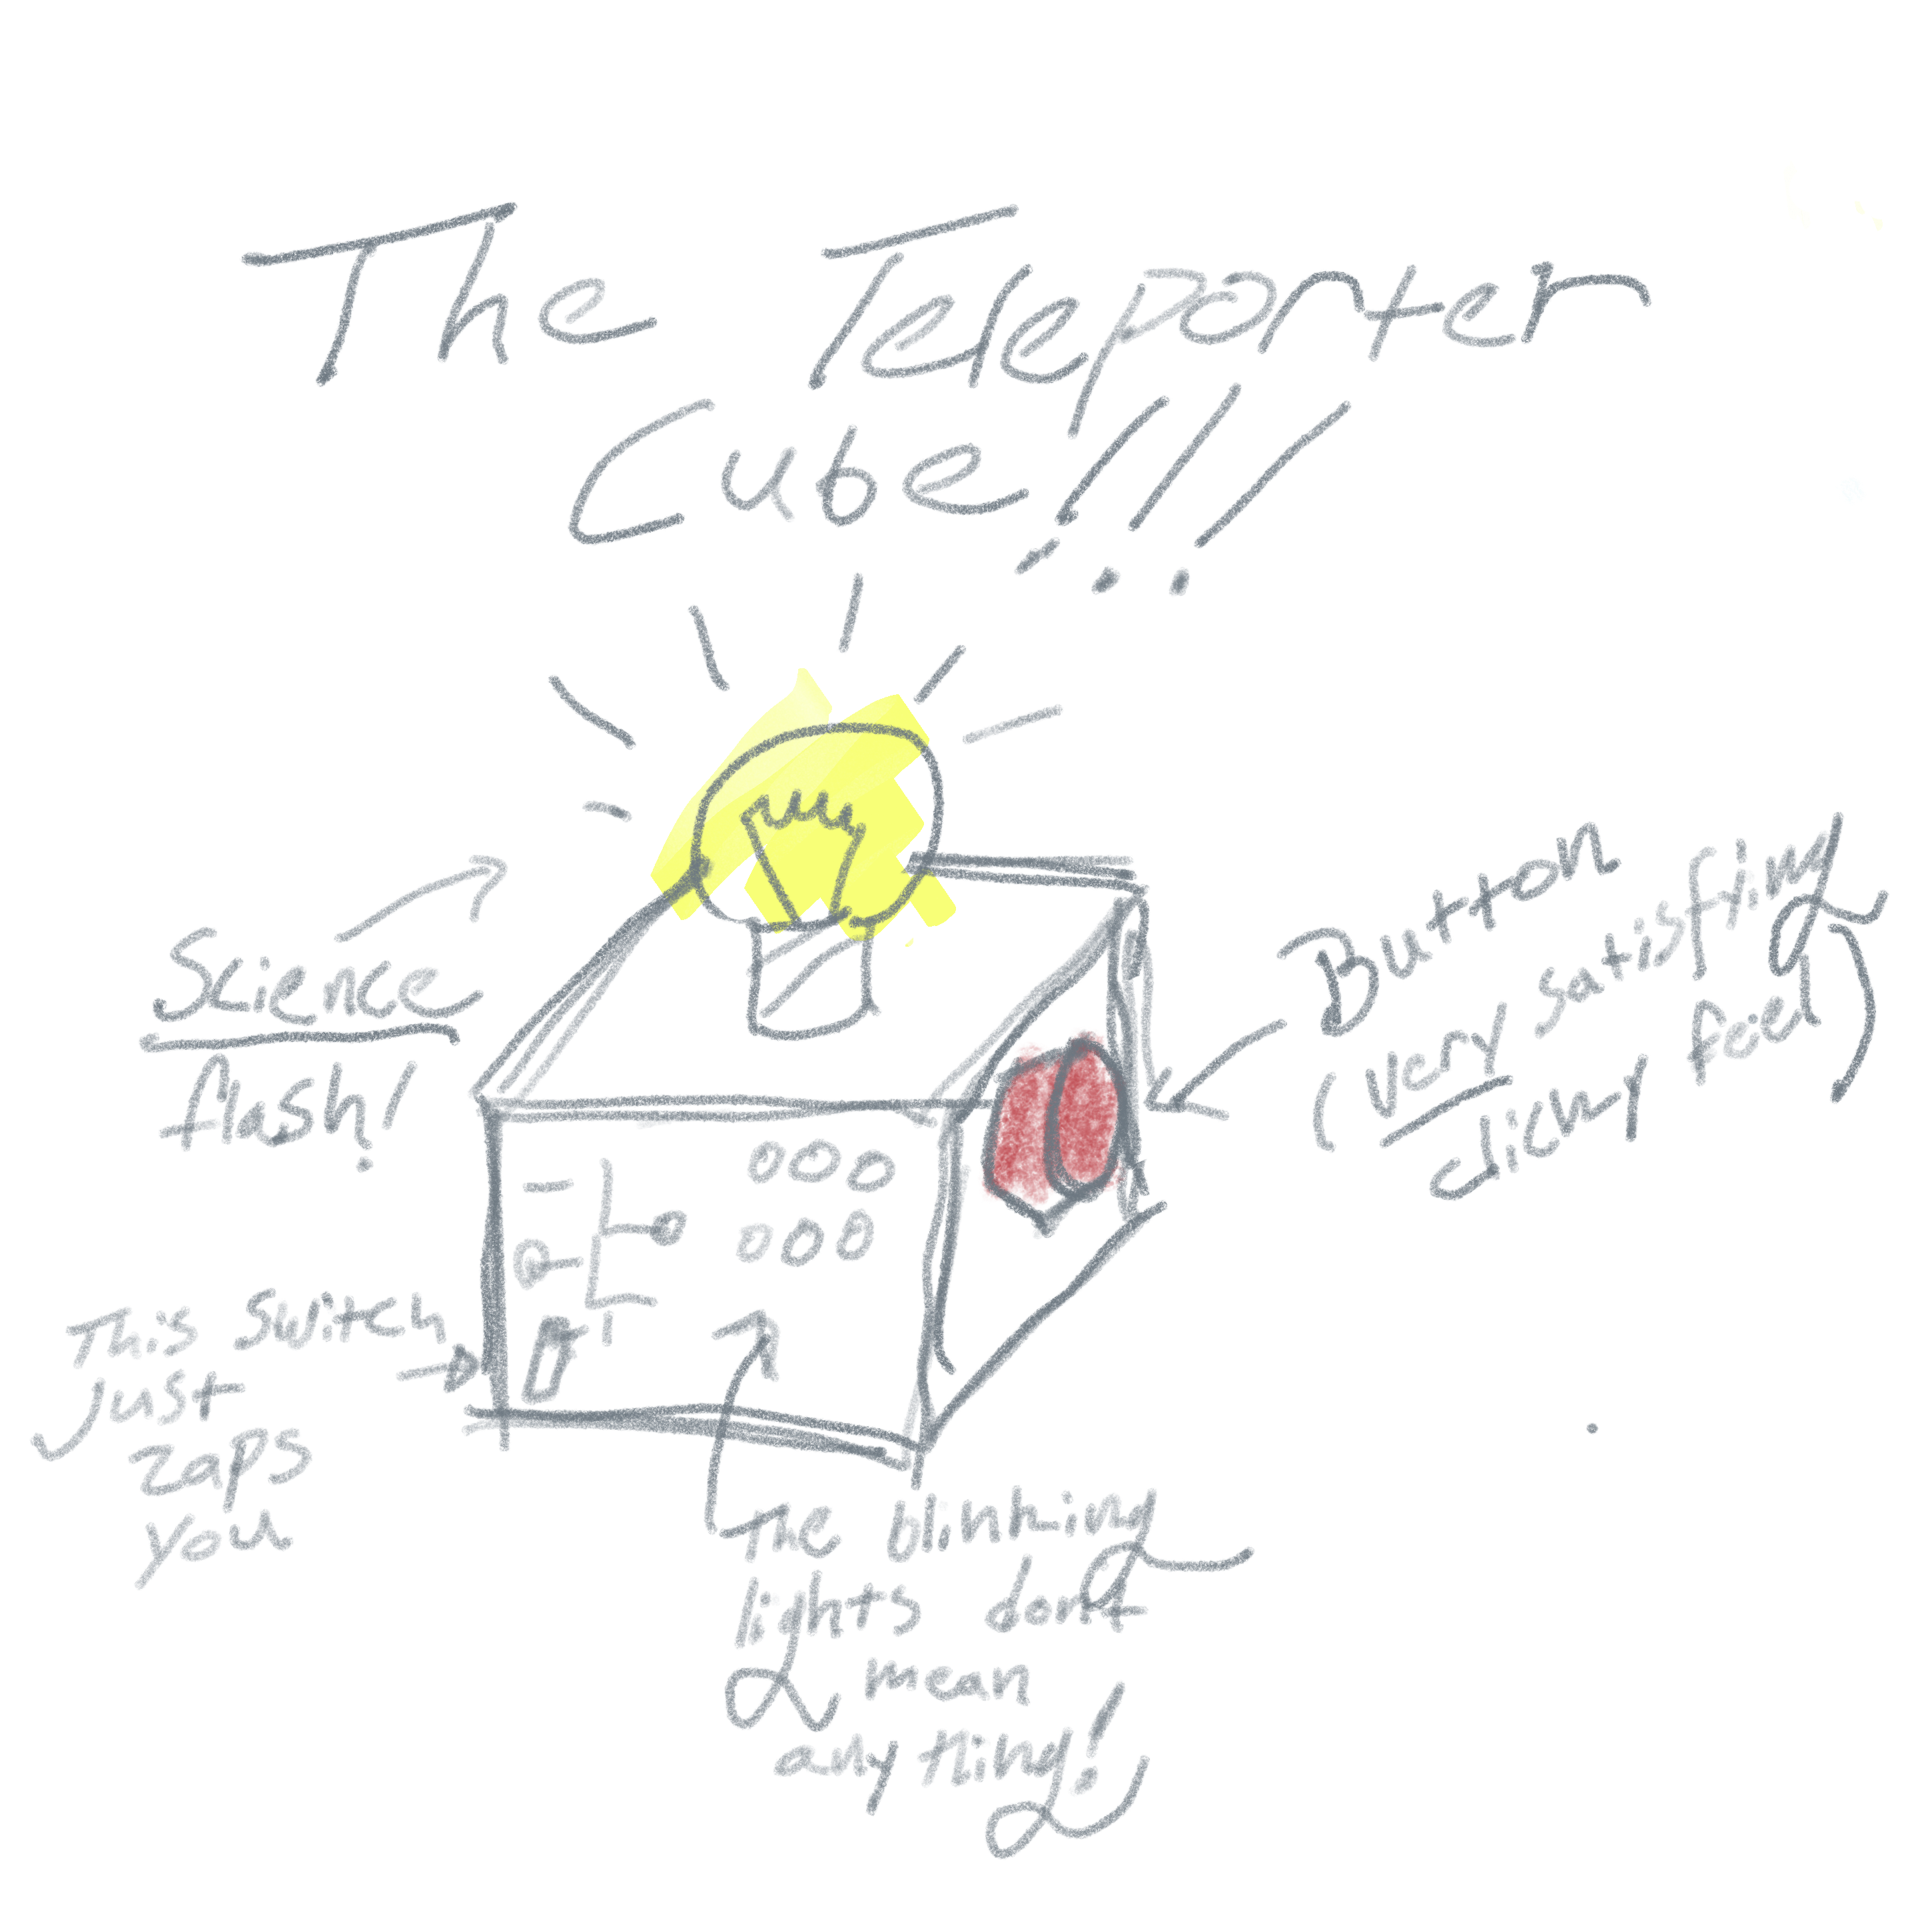 The Teleporter
Cube!!!
Science
flash!
Button
(very satisfying
clicky feel)
This switch
just
zaps
you
The blinking
lights don't
mean
anything!